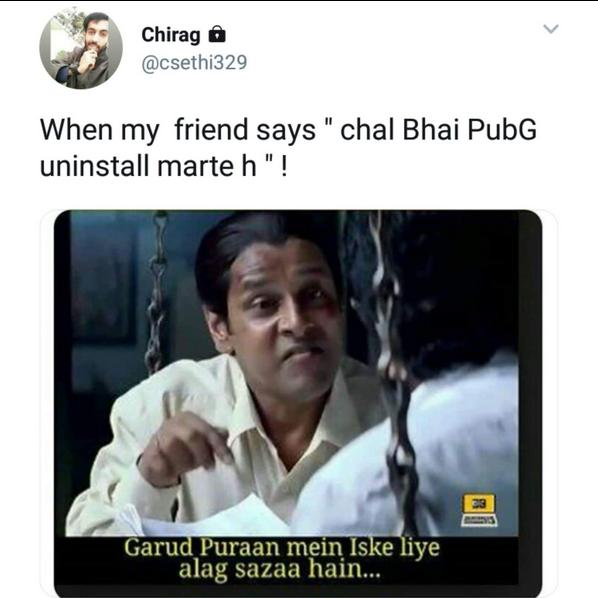 Chirag
@csethi329
When my  friend says " chal Bhai PubG
uninstall marte h " !
Garud Puraan mein Iske liye
alag sazaa hain...